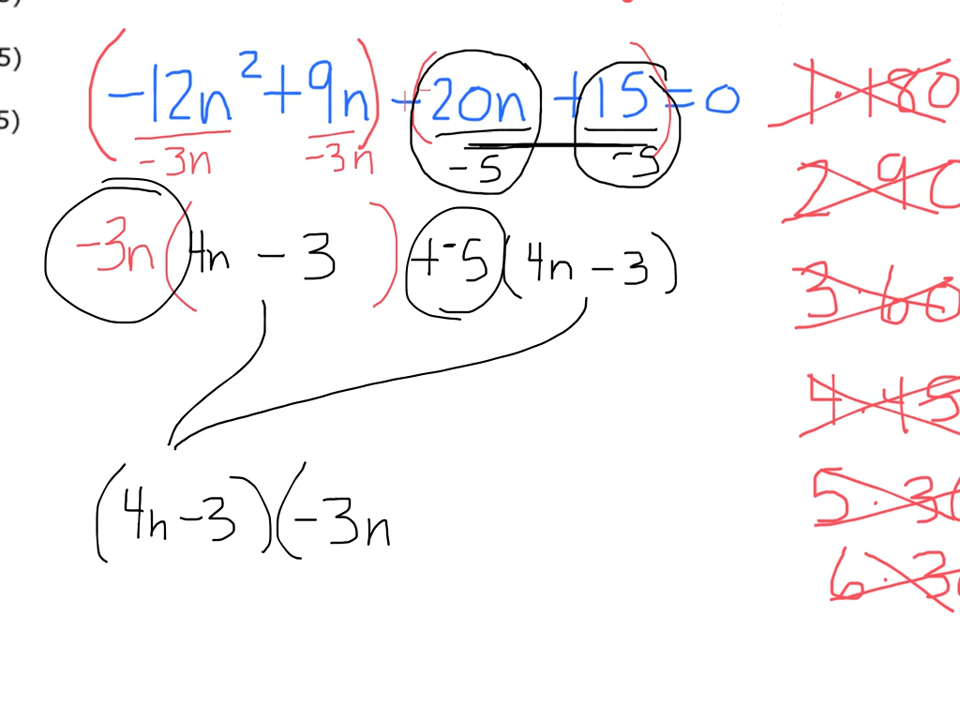 5)
(-12n² + 9n) + (-20n + 15) = 0
5)
-3n -3n -5 -5
-3n(4n - 3) + -5(4n - 3)
(4n - 3)(-3n
1·180
2 90
3·60
4·45
5·36
6·30